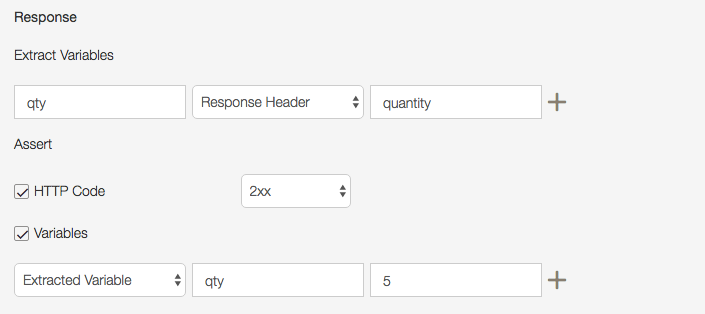 Response
Extract Variables
qty Response Header quantity
Assert
HTTP Code 2xx
Variables
Extracted Variable qty 5